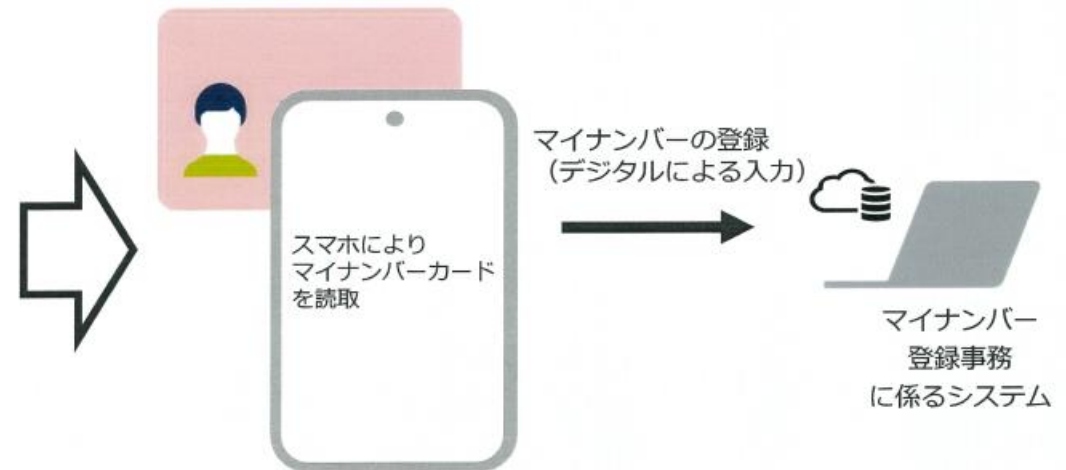 マイナンバーの登録
（デジタルによる入力）
スマホにより
マイナンバーカード
を読取
マイナンバー
登録事務
に係るシステム